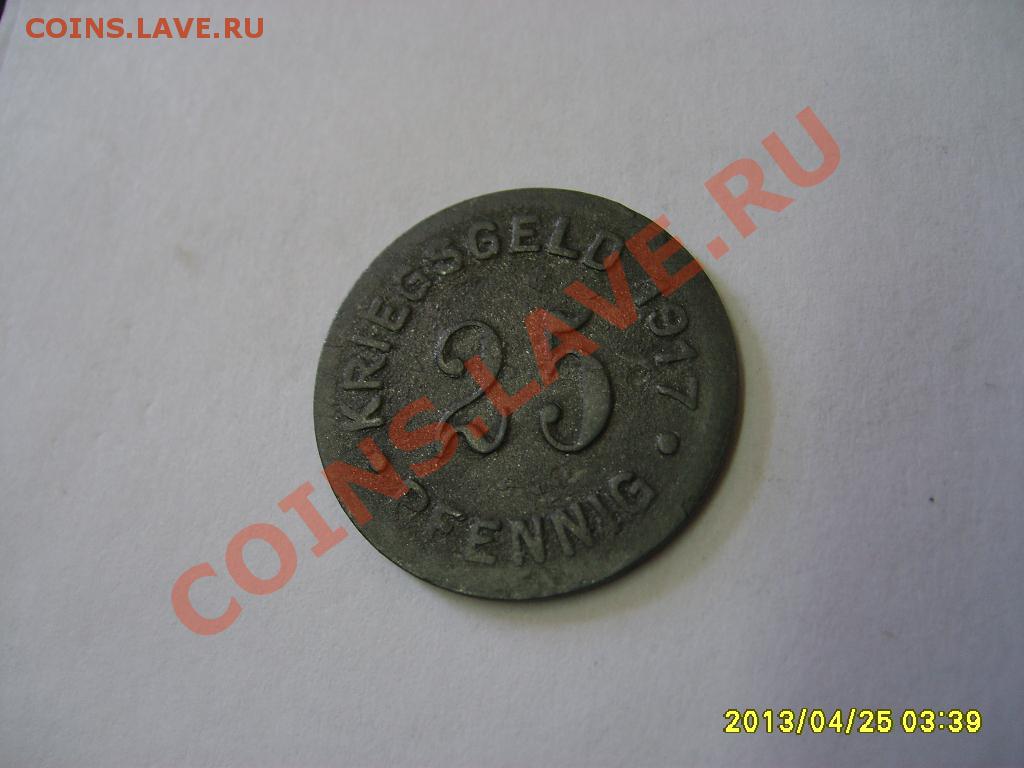 COINS.LAVE.RU
KRIEGSGELD 1917
25
PFENNIG
COINS.LAVE.RU
2013/04/25 03:39